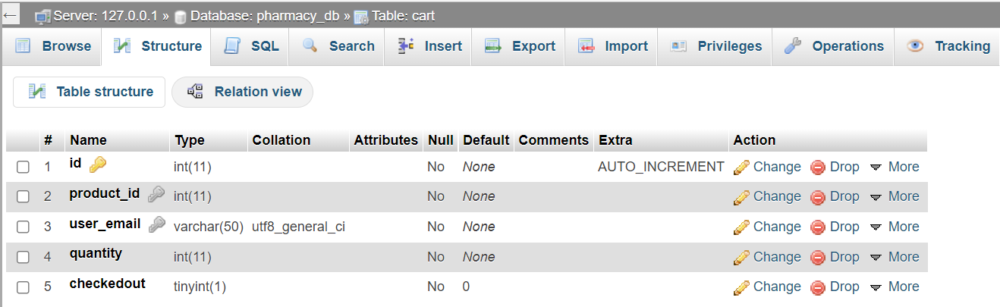 ← Server: 127.0.0.1 » Database: pharmacy_db » Table: cart
Browse Structure SQL Search Insert Export Import Privileges Operations Tracking
Table structure Relation view
# Name Type Collation Attributes Null Default Comments Extra Action
1 id int(11) No None AUTO_INCREMENT Change Drop More
2 product_id int(11) No None Change Drop More
3 user_email varchar(50) utf8_general_ci No None Change Drop More
4 quantity int(11) No None Change Drop More
5 checkedout tinyint(1) No 0 Change Drop More